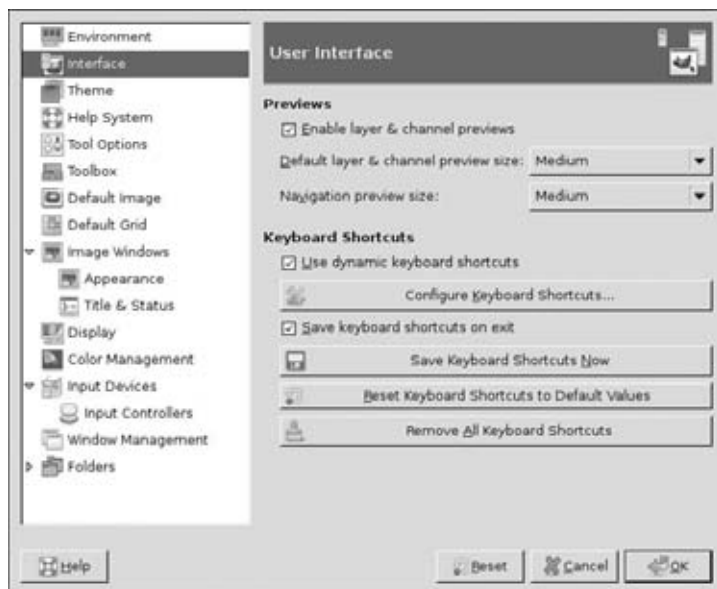 Environment
Interface
Theme
Help System
Tool Options
Toolbox
Default Image
Default Grid
Image Windows
Appearance
Title & Status
Display
Color Management
Input Devices
Input Controllers
Window Management
Folders
User Interface
Previews
Enable layer & channel previews
Default layer & channel preview size: Medium
Navigation preview size: Medium
Keyboard Shortcuts
Use dynamic keyboard shortcuts
Configure Keyboard Shortcuts...
Save keyboard shortcuts on exit
Save Keyboard Shortcuts Now
Reset Keyboard Shortcuts to Default Values
Remove All Keyboard Shortcuts
Help
Reset
Cancel
OK